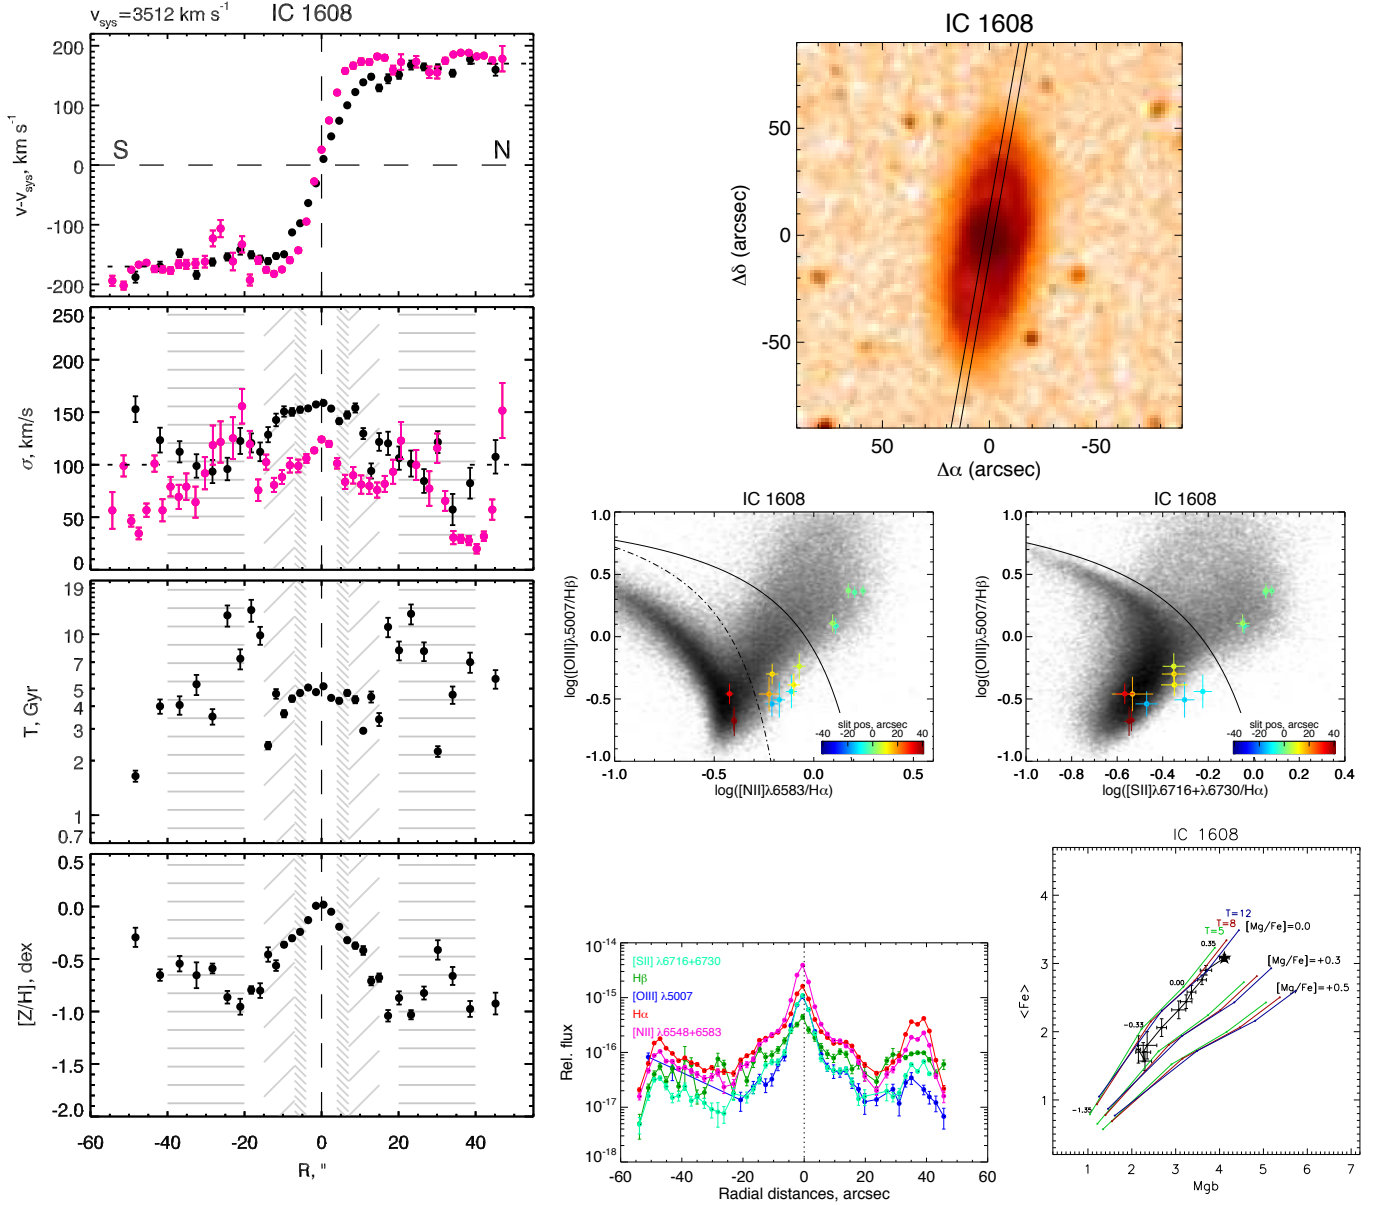 v_sys=3512 km s^-1 IC 1608
200
100
0
-100
-200
v-v_sys, km s^-1
S N
250
200
150
100
50
0
σ, km/s
19
10
7
5
4
3
2
1
0.7
T, Gyr
0.5
0.0
-0.5
-1.0
-1.5
-2.0
[Z/H], dex
-60 -40 -20 0 20 40
R, "
IC 1608
50
0
-50
Δδ (arcsec)
50 0 -50
Δα (arcsec)
IC 1608
1.0
0.5
0.0
-0.5
-1.0
log([OIII]λ5007/Hβ)
slit pos, arcsec
-40 -20 0 20 40
-1.0 -0.5 0.0 0.5
log([NII]λ6583/Hα)
IC 1608
1.0
0.5
0.0
-0.5
-1.0
log([OIII]λ5007/Hβ)
slit pos, arcsec
-40 -20 0 20 40
-1.0 -0.8 -0.6 -0.4 -0.2 0.0 0.2 0.4
log([SII]λ6716+λ6730/Hα)
10^-14
10^-15
10^-16
10^-17
10^-18
Rel. flux
[SII] λ6716+6730
Hβ
[OIII] λ5007
Hα
[NII] λ6548+6583
-60 -40 -20 0 20 40 60
Radial distances, arcsec
IC 1608
4
3
2
1
<Fe>
T=12
T=8
T=5
[Mg/Fe]=0.0
[Mg/Fe]=+0.3
[Mg/Fe]=+0.5
0.35
0.00
-0.33
-1.35
1 2 3 4 5 6 7
Mgb